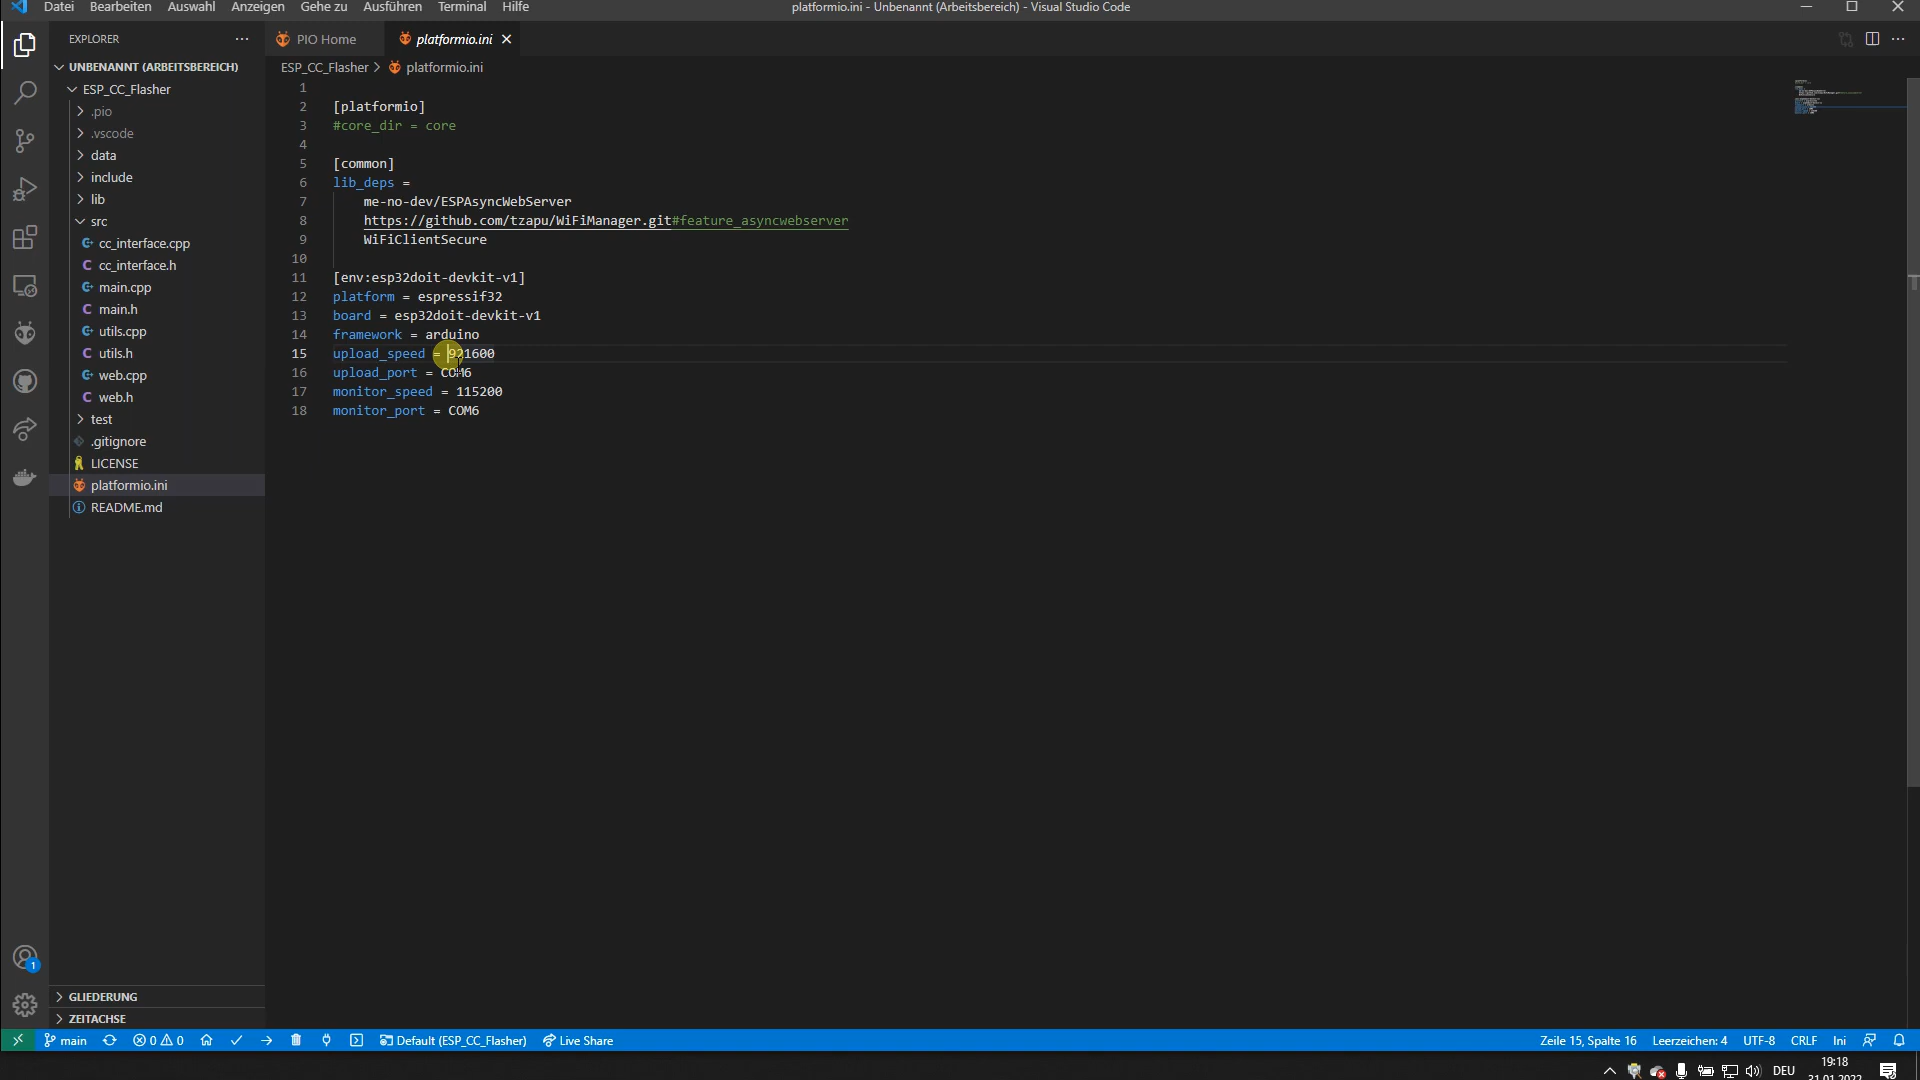 Datei Bearbeiten Auswahl Anzeigen Gehe zu Ausführen Terminal Hilfe
platformio.ini - Unbenannt (Arbeitsbereich) - Visual Studio Code
EXPLORER
PIO Home
platformio.ini
UNBENANNT (ARBEITSBEREICH)
ESP_CC_Flasher
.pio
.vscode
data
include
lib
src
cc_interface.cpp
cc_interface.h
main.cpp
main.h
utils.cpp
utils.h
web.cpp
web.h
test
.gitignore
LICENSE
platformio.ini
README.md
GLIEDERUNG
ZEITACHSE
ESP_CC_Flasher > platformio.ini
1
2 [platformio]
3 #core_dir = core
4
5 [common]
6 lib_deps =
7 me-no-dev/ESPAsyncWebServer
8 https://github.com/tzapu/WiFiManager.git#feature_asyncwebserver
9 WiFiClientSecure
10
11 [env:esp32doit-devkit-v1]
12 platform = espressif32
13 board = esp32doit-devkit-v1
14 framework = arduino
15 upload_speed = 921600
16 upload_port = COM6
17 monitor_speed = 115200
18 monitor_port = COM6
1
main 0 0 Default (ESP_CC_Flasher) Live Share
Zeile 15, Spalte 16 Leerzeichen: 4 UTF-8 CRLF Ini
DEU
19:18
31.01.2022